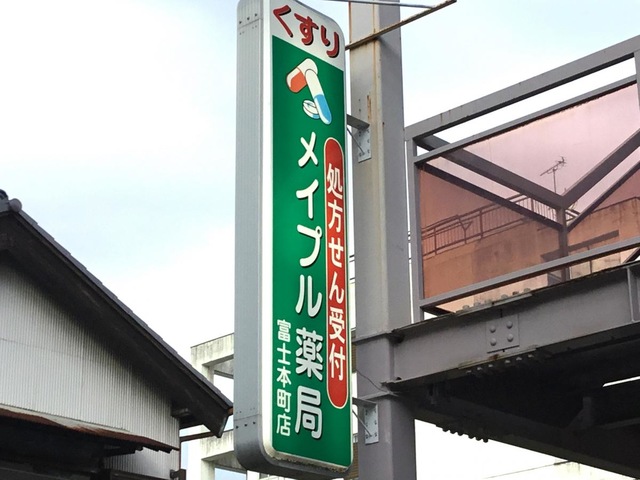 くすり
処方せん受付
メイプル薬局
富士本町店